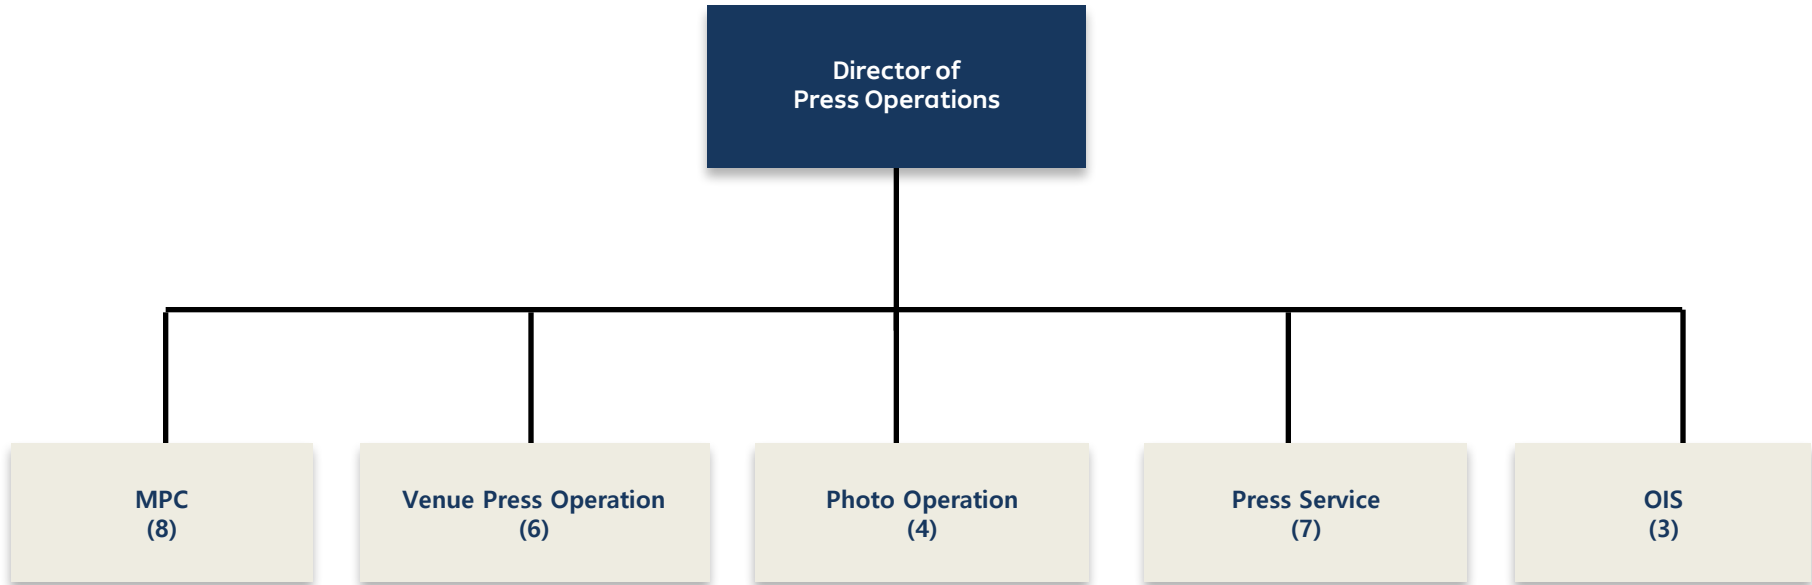 Director of
Press Operations
MPC
(8)
Venue Press Operation
(6)
Photo Operation
(4)
Press Service
(7)
OIS
(3)